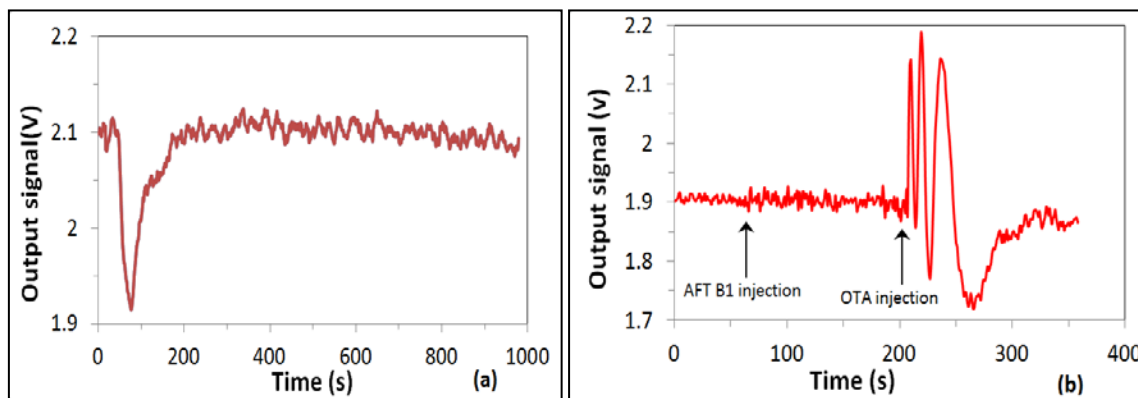 2.2
2.1
2
1.9
Output signal(V)
0 200 400 600 800 1000
Time (s)
(a)
2.2
2.1
2
1.9
1.8
1.7
Output signal (v)
AFT B1 injection
OTA injection
0 100 200 300 400
Time (s)
(b)